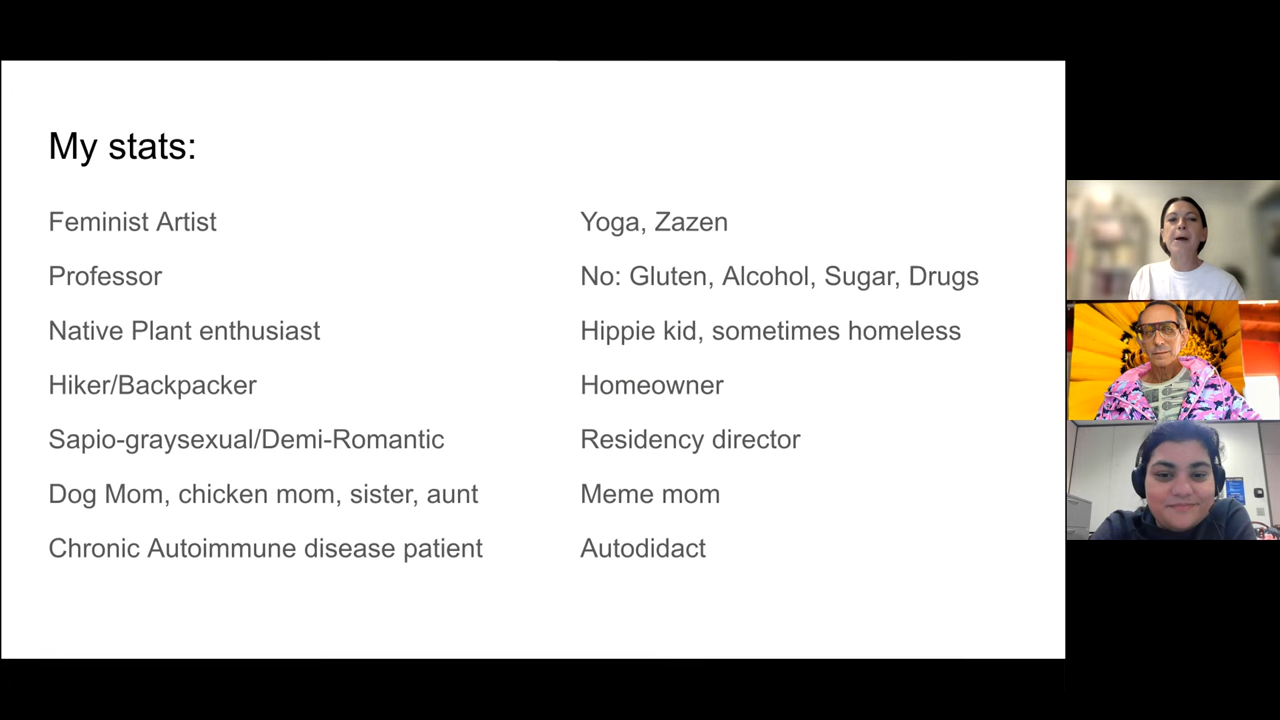 My stats:
Feminist Artist
Professor
Native Plant enthusiast
Hiker/Backpacker
Sapio-graysexual/Demi-Romantic
Dog Mom, chicken mom, sister, aunt
Chronic Autoimmune disease patient
Yoga, Zazen
No: Gluten, Alcohol, Sugar, Drugs
Hippie kid, sometimes homeless
Homeowner
Residency director
Meme mom
Autodidact